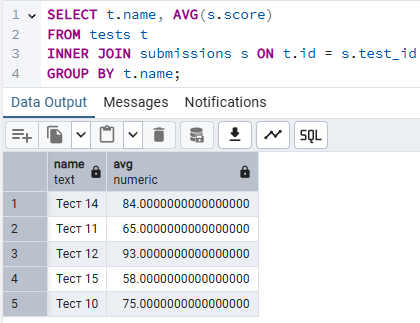 1 SELECT t.name, AVG(s.score)
2 FROM tests t
3 INNER JOIN submissions s ON t.id = s.test_id
4 GROUP BY t.name;
Data Output Messages Notifications
SQL
name avg
text numeric
1 Тест 14 84.0000000000000000
2 Тест 11 65.0000000000000000
3 Тест 12 93.0000000000000000
4 Тест 15 58.0000000000000000
5 Тест 10 75.0000000000000000